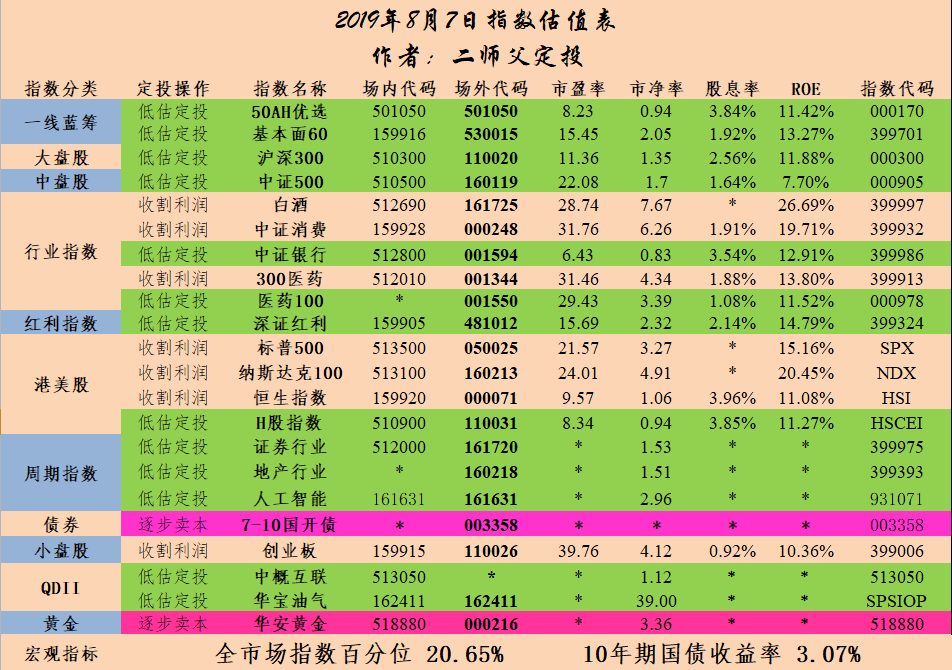 2019年8月7日指数估值表
作者：二师父定投
指数分类 定投操作 指数名称 场内代码 场外代码 市盈率 市净率 股息率 ROE 指数代码
一线蓝筹 低估定投 50AH优选 501050 501050 8.23 0.94 3.84% 11.42% 000170
低估定投 基本面60 159916 530015 15.45 2.05 1.92% 13.27% 399701
大盘股 低估定投 沪深300 510300 110020 11.36 1.35 2.56% 11.88% 000300
中盘股 低估定投 中证500 510500 160119 22.08 1.7 1.64% 7.70% 000905
行业指数 收割利润 白酒 512690 161725 28.74 7.67 * 26.69% 399997
收割利润 中证消费 159928 000248 31.76 6.26 1.91% 19.71% 399932
低估定投 中证银行 512800 001594 6.43 0.83 3.54% 12.91% 399986
收割利润 300医药 512010 001344 31.46 4.34 1.88% 13.80% 399913
低估定投 医药100 * 001550 29.43 3.39 1.08% 11.52% 000978
红利指数 低估定投 深证红利 159905 481012 15.69 2.32 2.14% 14.79% 399324
港美股 收割利润 标普500 513500 050025 21.57 3.27 * 15.16% SPX
收割利润 纳斯达克100 513100 160213 24.01 4.91 * 20.45% NDX
收割利润 恒生指数 159920 000071 9.57 1.06 3.96% 11.08% HSI
低估定投 H股指数 510900 110031 8.34 0.94 3.85% 11.27% HSCEI
周期指数 低估定投 证券行业 512000 161720 * 1.53 * * 399975
低估定投 地产行业 * 160218 * 1.51 * * 399393
低估定投 人工智能 161631 161631 * 2.96 * * 931071
债券 逐步卖本 7-10国开债 * 003358 * * * * 003358
小盘股 收割利润 创业板 159915 110026 39.76 4.12 0.92% 10.36% 399006
QDII 低估定投 中概互联 513050 * * 1.12 * * 513050
低估定投 华宝油气 162411 162411 * 39.00 * * SPSIOP
黄金 逐步卖本 华安黄金 518880 000216 * 3.36 * * 518880
宏观指标 全市场指数百分位 20.65% 10年期国债收益率 3.07%